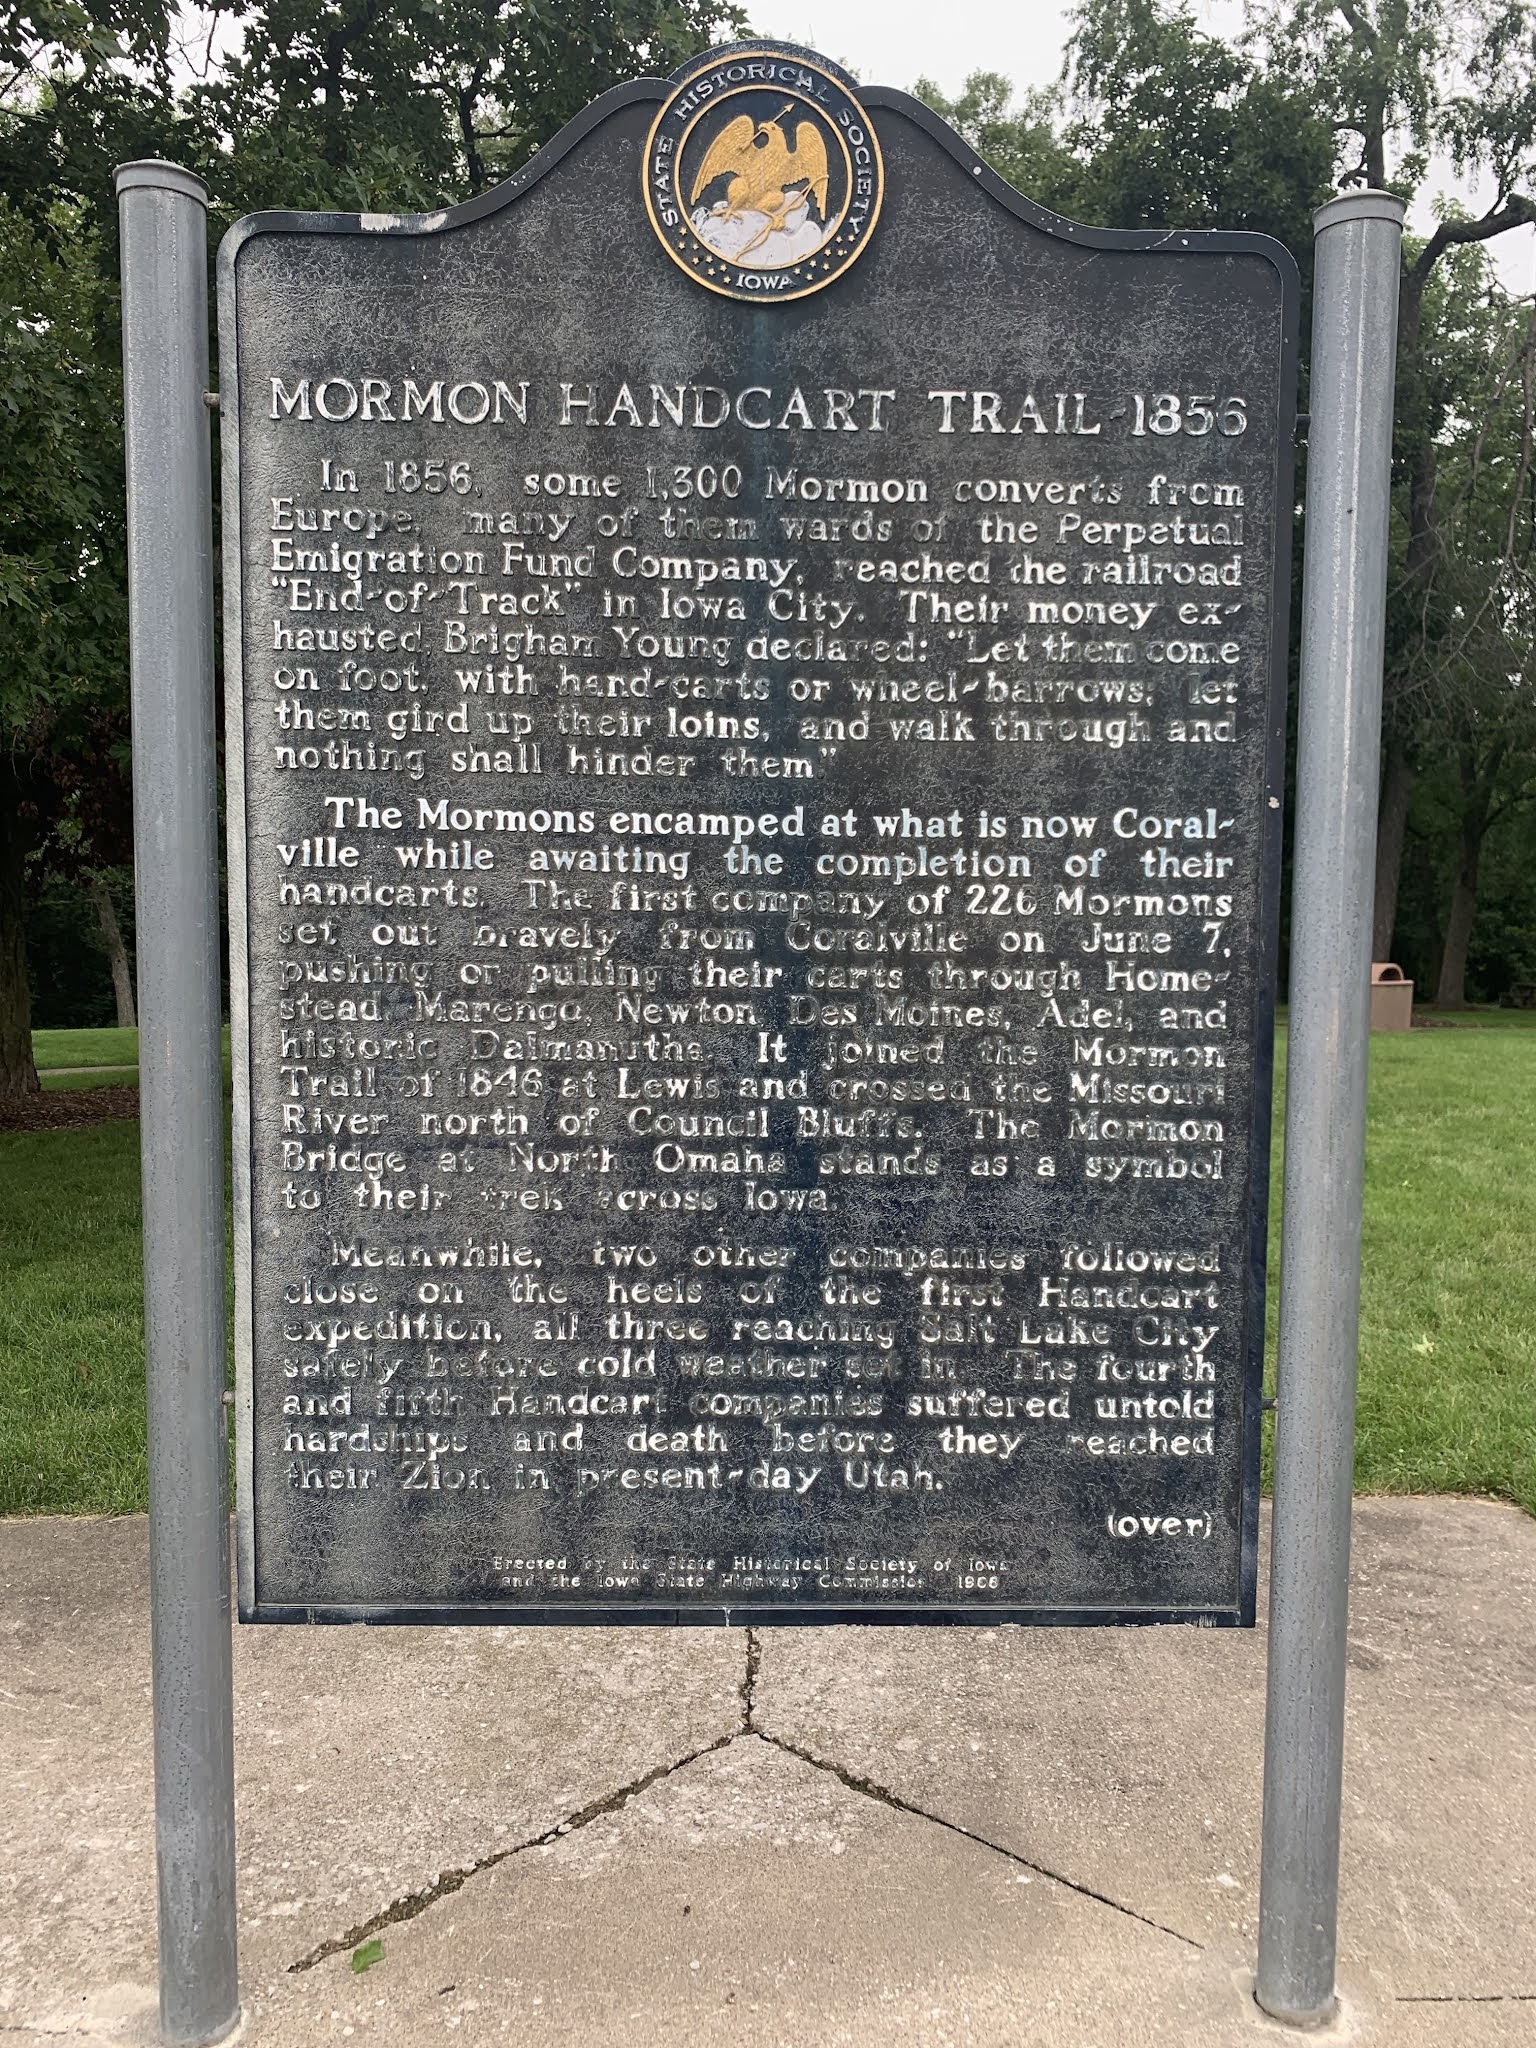 STATE HISTORICAL SOCIETY
IOWA
MORMON HANDCART TRAIL-1856
In 1856, some 1,300 Mormon converts from
Europe, many of them wards of the Perpetual
Emigration Fund Company, reached the railroad
"End-of-Track" in Iowa City. Their money ex-
hausted, Brigham Young declared: "Let them come
on foot, with hand-carts or wheel-barrows; let
them gird up their loins, and walk through and
nothing shall hinder them."
The Mormons encamped at what is now Coral-
ville while awaiting the completion of their
handcarts. The first company of 226 Mormons
set out bravely from Coralville on June 7,
pushing or pulling their carts through Home-
stead, Marengo, Newton, Des Moines, Adel, and
historic Dalmanutha. It joined the Mormon
Trail of 1846 at Lewis and crossed the Missouri
River north of Council Bluffs. The Mormon
Bridge at North Omaha stands as a symbol
to their trek across Iowa.
Meanwhile, two other companies followed
close on the heels of the first Handcart
expedition, all three reaching Salt Lake City
safely before cold weather set in. The fourth
and fifth Handcart companies suffered untold
hardships and death before they reached
their Zion in present-day Utah.
(over)
Erected by the State Historical Society of Iowa
and the Iowa State Highway Commission